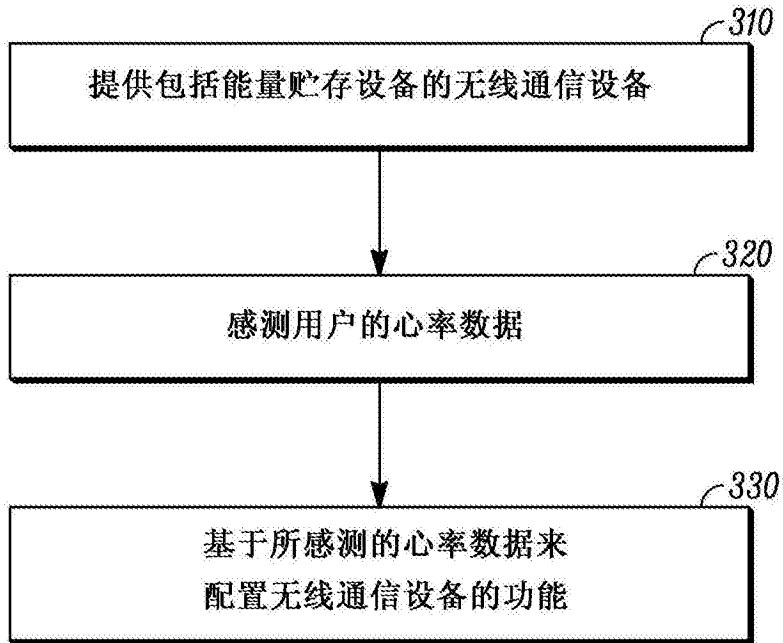 310
提供包括能量贮存设备的无线通信设备
320
感测用户的心率数据
330
基于所感测的心率数据来
配置无线通信设备的功能